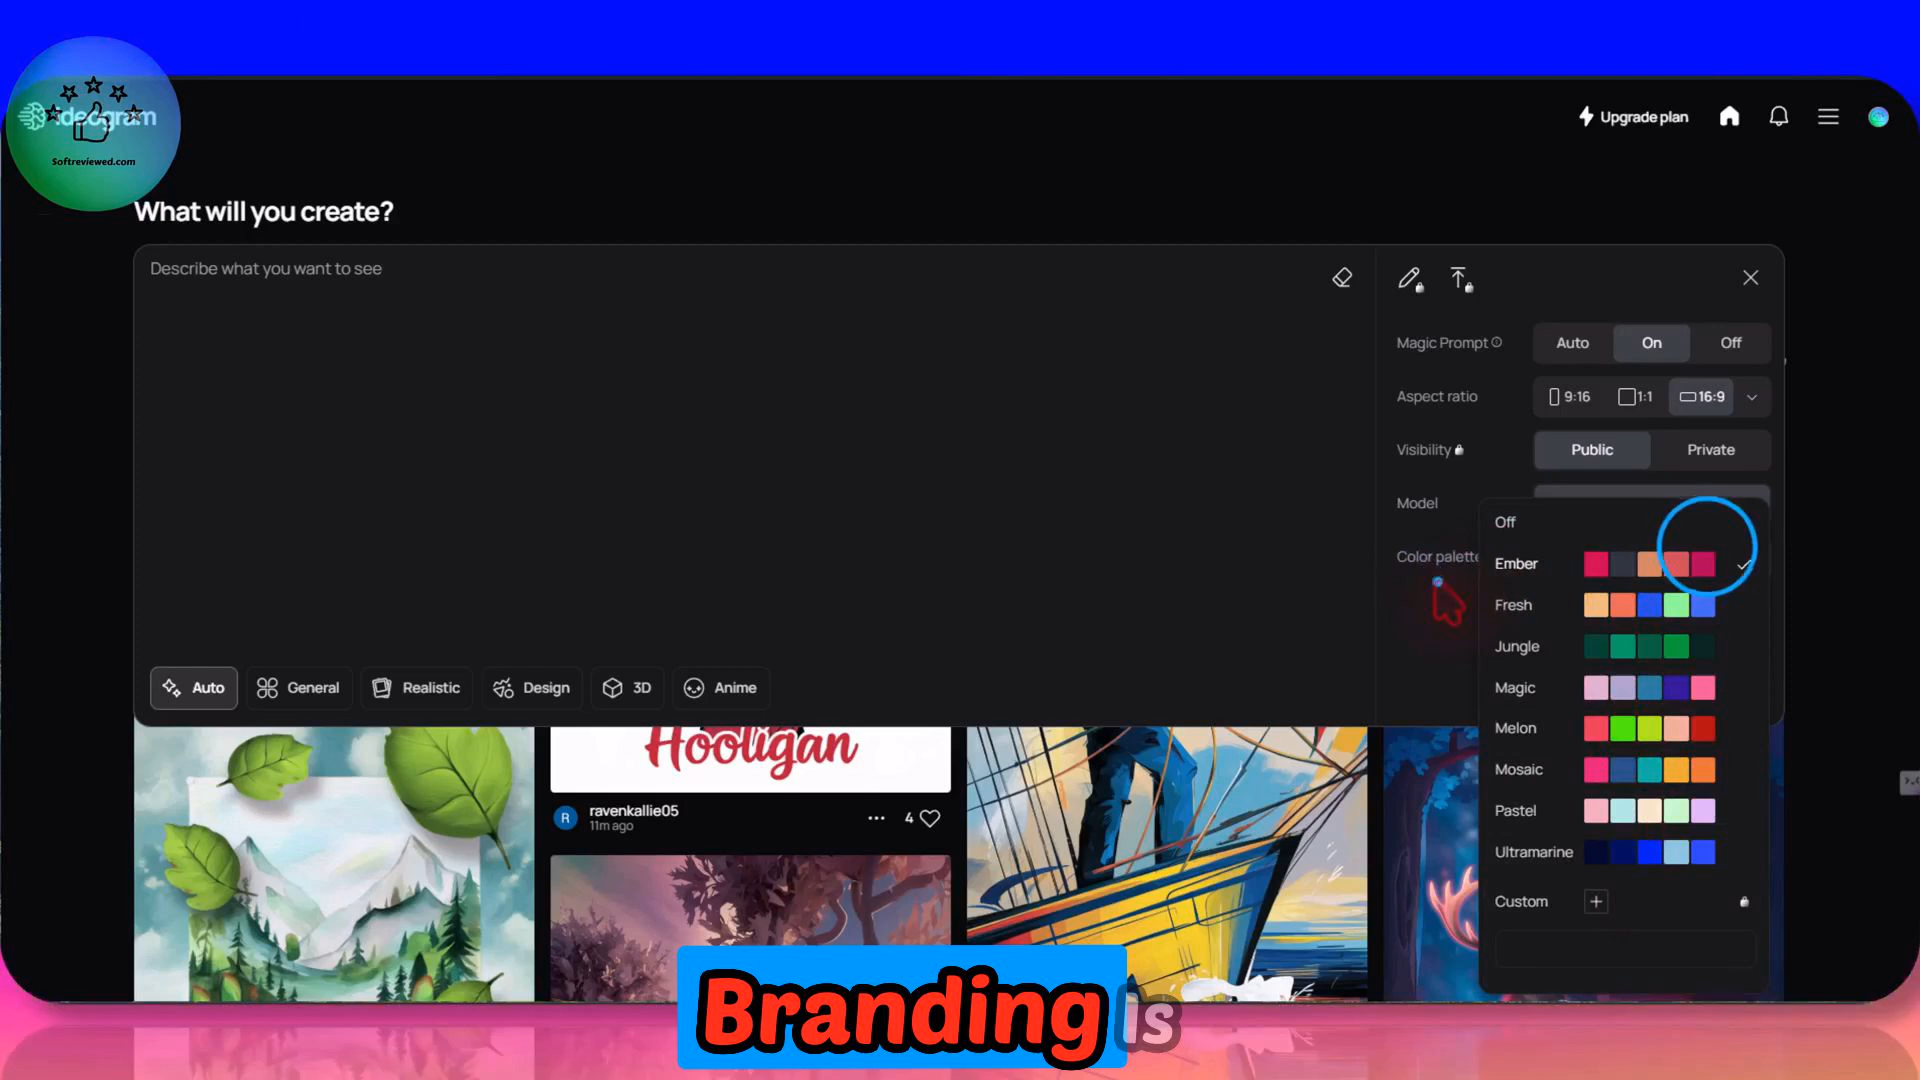 ideogram
Softreviewed.com
Upgrade plan
What will you create?
Describe what you want to see
Magic Prompt
Auto
On
Off
Aspect ratio
9:16
1:1
16:9
Visibility
Public
Private
Model
Color palette
Off
Ember
Fresh
Jungle
Magic
Melon
Mosaic
Pastel
Ultramarine
Custom
Auto
General
Realistic
Design
3D
Anime
Hooligan
R
ravenkallie05
11m ago
4
Branding is